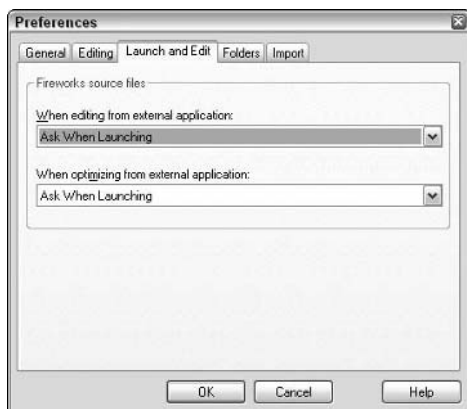 Preferences
General Editing Launch and Edit Folders Import
Fireworks source files
When editing from external application:
Ask When Launching
When optimizing from external application:
Ask When Launching
OK Cancel Help